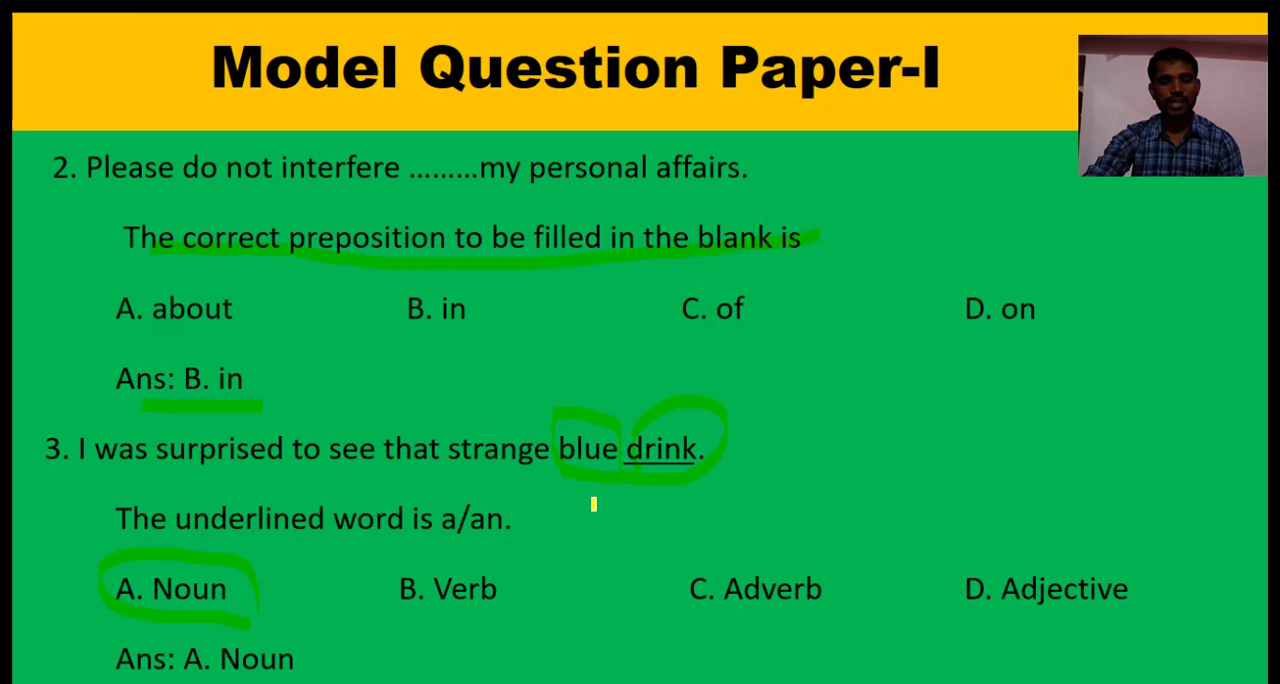 Model Question Paper-I
2. Please do not interfere .........my personal affairs.
The correct preposition to be filled in the blank is
A. about B. in C. of D. on
Ans: B. in
3. I was surprised to see that strange blue drink.
The underlined word is a/an.
A. Noun B. Verb C. Adverb D. Adjective
Ans: A. Noun